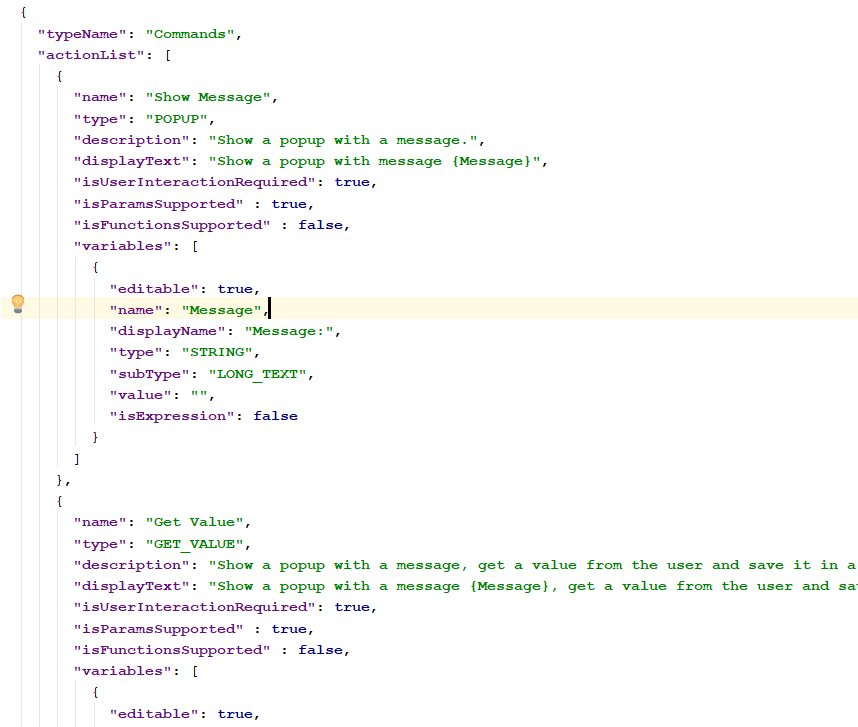 {
"typeName": "Commands",
"actionList": [
{
"name": "Show Message",
"type": "POPUP",
"description": "Show a popup with a message.",
"displayText": "Show a popup with message {Message}",
"isUserInteractionRequired": true,
"isParamsSupported" : true,
"isFunctionsSupported" : false,
"variables": [
{
"editable": true,
"name": "Message",
"displayName": "Message:",
"type": "STRING",
"subType": "LONG_TEXT",
"value": "",
"isExpression": false
}
]
},
{
"name": "Get Value",
"type": "GET_VALUE",
"description": "Show a popup with a message, get a value from the user and save it in a
"displayText": "Show a popup with a message {Message}, get a value from the user and sa
"isUserInteractionRequired": true,
"isParamsSupported" : true,
"isFunctionsSupported" : false,
"variables": [
{
"editable": true,